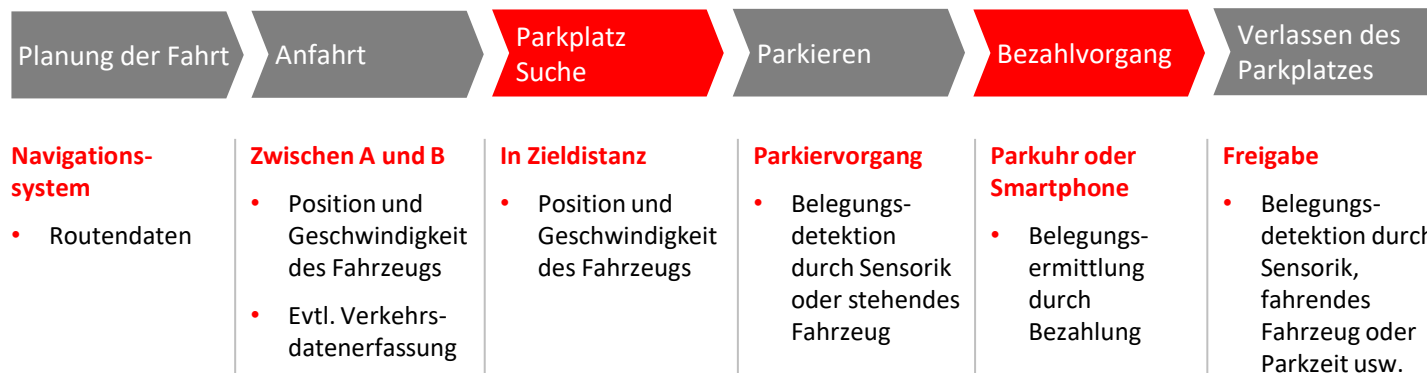 Planung der Fahrt
Anfahrt
Parkplatz
Suche
Parkieren
Bezahlvorgang
Verlassen des
Parkplatzes
Navigations-
system
• Routendaten
Zwischen A und B
• Position und
Geschwindigkeit
des Fahrzeugs
• Evtl. Verkehrs-
datenerfassung
In Zieldistanz
• Position und
Geschwindigkeit
des Fahrzeugs
Parkiervorgang
• Belegungs-
detektion
durch Sensorik
oder stehendes
Fahrzeug
Parkuhr oder
Smartphone
• Belegungs-
ermittlung
durch
Bezahlung
Freigabe
• Belegungs-
detektion durch
Sensorik,
fahrendes
Fahrzeug oder
Parkzeit usw.